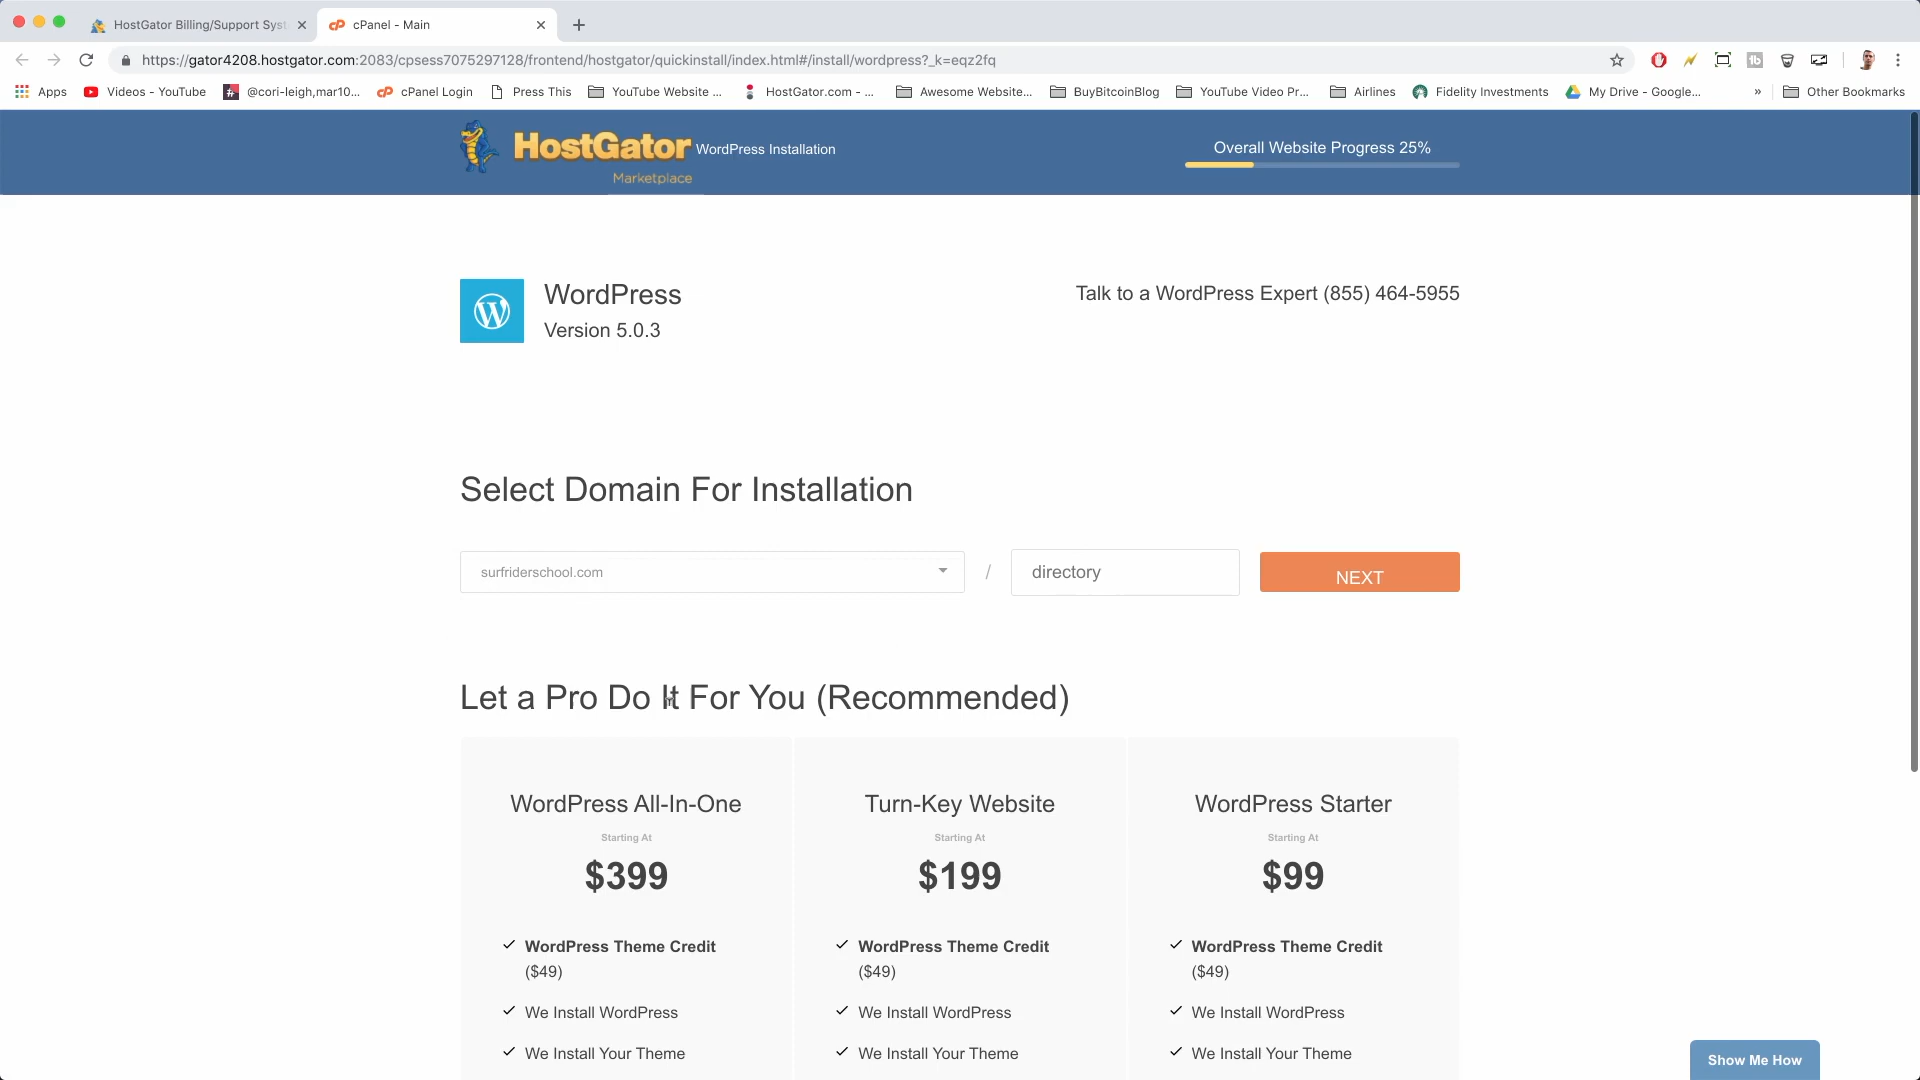 HostGator Billing/Support Syst
cPanel - Main
https://gator4208.hostgator.com:2083/cpsess7075297128/frontend/hostgator/quickinstall/index.html#/install/wordpress?_k=eqz2fq
Apps
Videos - YouTube
@cori-leigh,mar10...
cPanel Login
Press This
YouTube Website ...
HostGator.com - ...
Awesome Website...
BuyBitcoinBlog
YouTube Video Pr...
Airlines
Fidelity Investments
My Drive - Google...
»
Other Bookmarks
HostGator
Marketplace
WordPress Installation
Overall Website Progress 25%
WordPress
Version 5.0.3
Talk to a WordPress Expert (855) 464-5955
Select Domain For Installation
surfriderschool.com
/
directory
NEXT
Let a Pro Do It For You (Recommended)
WordPress All-In-One
Starting At
$399
WordPress Theme Credit
($49)
We Install WordPress
We Install Your Theme
Turn-Key Website
Starting At
$199
WordPress Theme Credit
($49)
We Install WordPress
We Install Your Theme
WordPress Starter
Starting At
$99
WordPress Theme Credit
($49)
We Install WordPress
We Install Your Theme
Show Me How